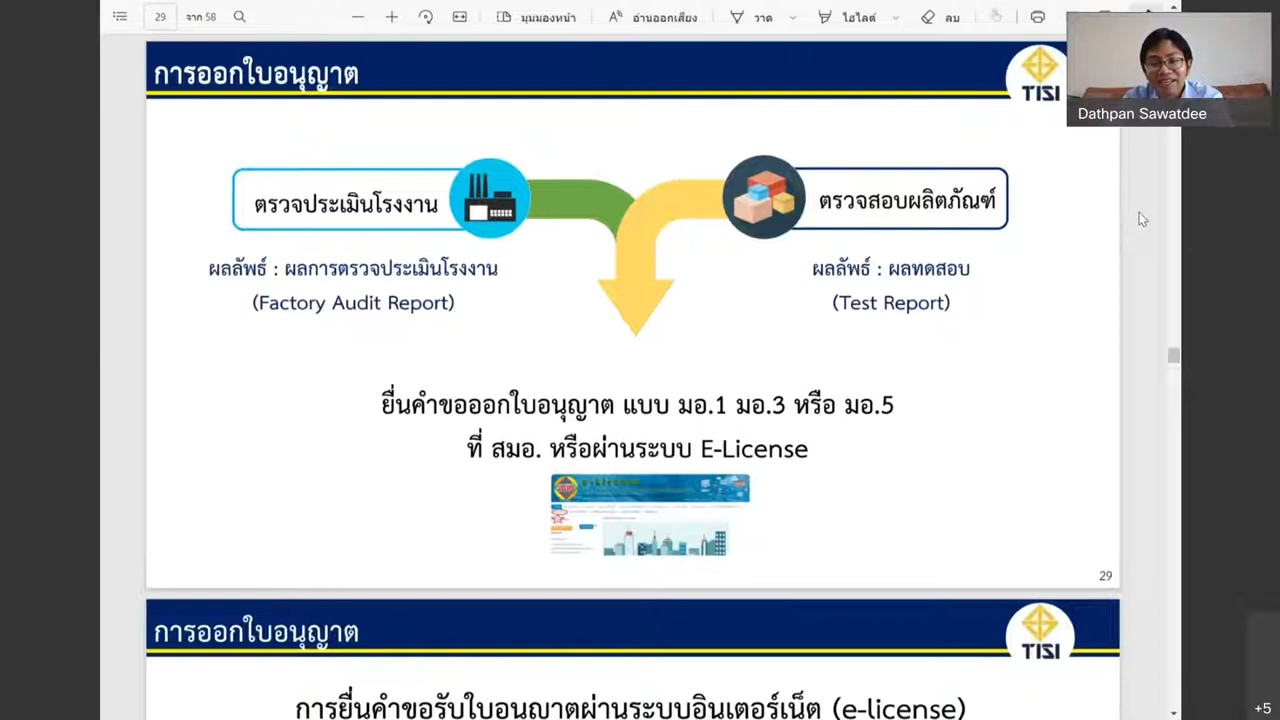 29
จาก 58
มุมมองหน้า
อ่านออกเสียง
วาด
ไฮไลต์
ลบ
การออกใบอนุญาต
TISI
Dathpan Sawatdee
ตรวจประเมินโรงงาน
ตรวจสอบผลิตภัณฑ์
ผลลัพธ์ : ผลการตรวจประเมินโรงงาน
(Factory Audit Report)
ผลลัพธ์ : ผลทดสอบ
(Test Report)
ยื่นคำขอออกใบอนุญาต แบบ มอ.1 มอ.3 หรือ มอ.5
ที่ สมอ. หรือผ่านระบบ E-License
e-license
29
การออกใบอนุญาต
TISI
การยื่นคำขอรับใบอนุญาตผ่านระบบอินเตอร์เน็ต (e-license)
+5